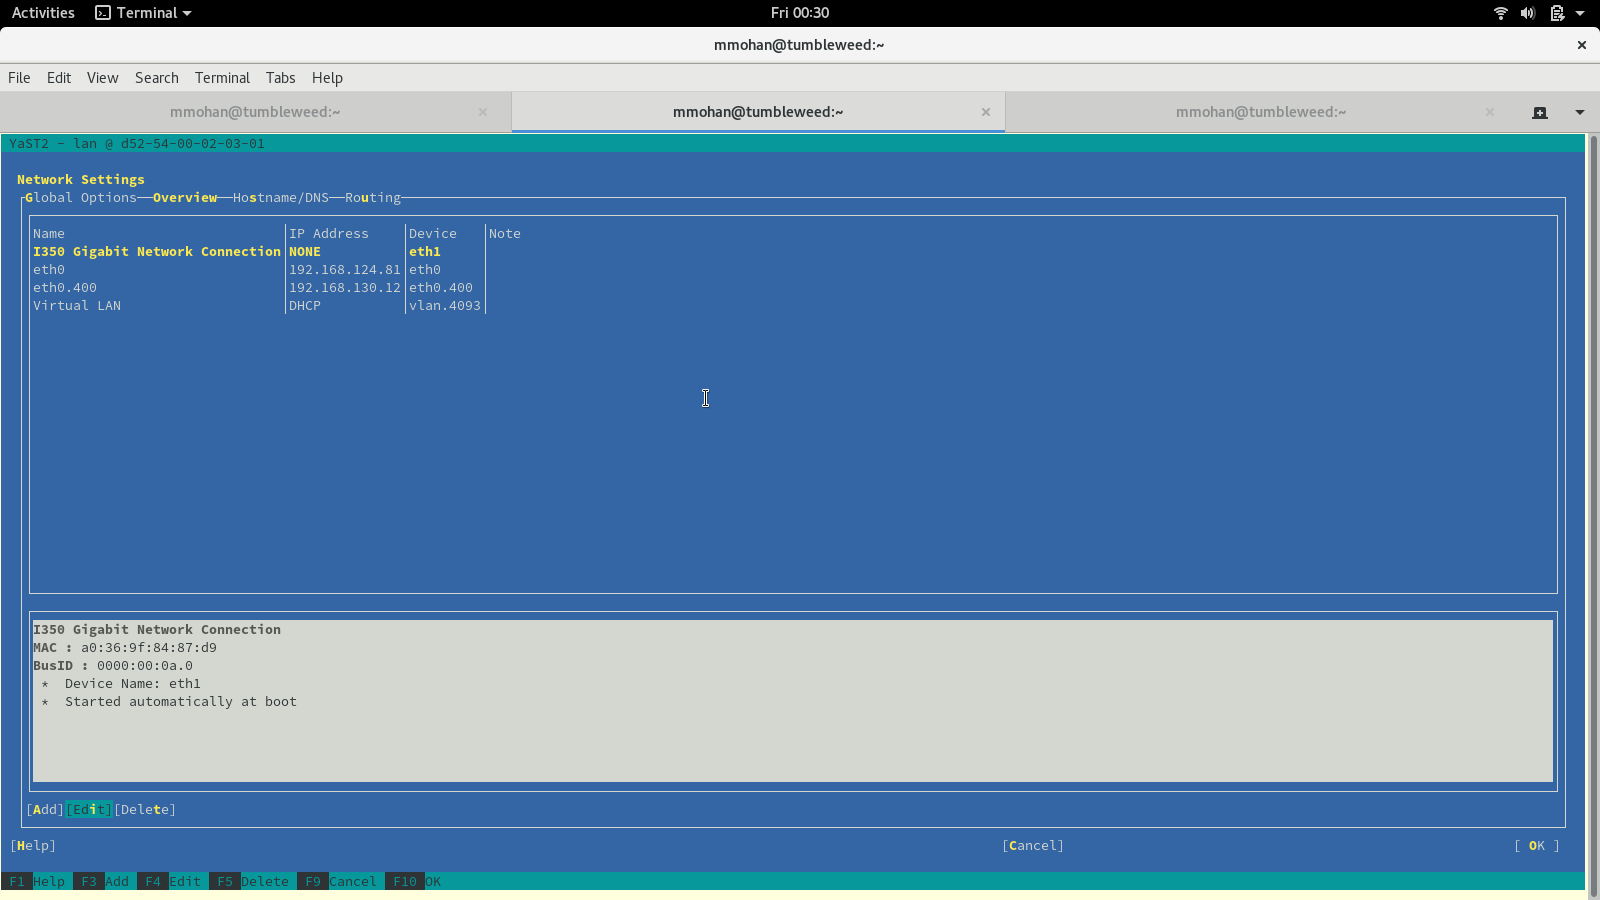 Activities Terminal Fri 00:30
mmohan@tumbleweed:~
File Edit View Search Terminal Tabs Help
mmohan@tumbleweed:~ mmohan@tumbleweed:~ mmohan@tumbleweed:~
YaST2 - lan @ d52-54-00-02-03-01
Network Settings
Global Options Overview Hostname/DNS Routing
Name IP Address Device Note
I350 Gigabit Network Connection NONE eth1
eth0 192.168.124.81 eth0
eth0.400 192.168.130.12 eth0.400
Virtual LAN DHCP vlan.4093
I350 Gigabit Network Connection
MAC : a0:36:9f:84:87:d9
BusID : 0000:00:0a.0
* Device Name: eth1
* Started automatically at boot
[Add][Edit][Delete]
[Help] [Cancel] [ OK ]
F1 Help F3 Add F4 Edit F5 Delete F9 Cancel F10 OK